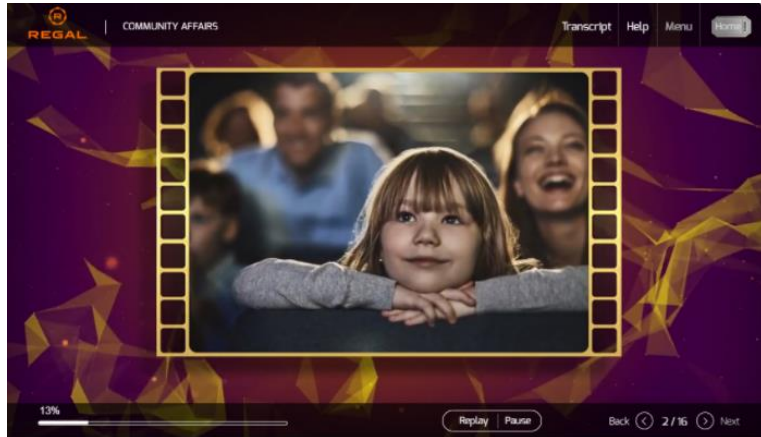 R
REGAL
COMMUNITY AFFAIRS
Transcript Help Menu Home
13%
Replay Pause
Back 2 / 16 Next